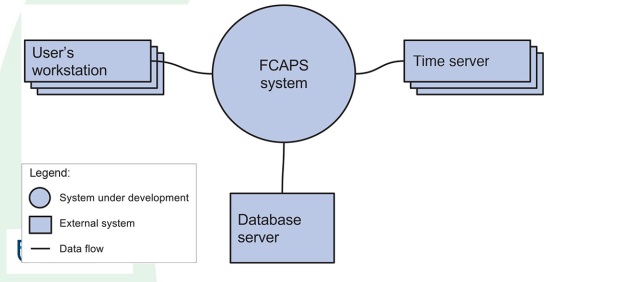 User's
workstation
FCAPS
system
Time server
Database
server
Legend:
System under development
External system
Data flow